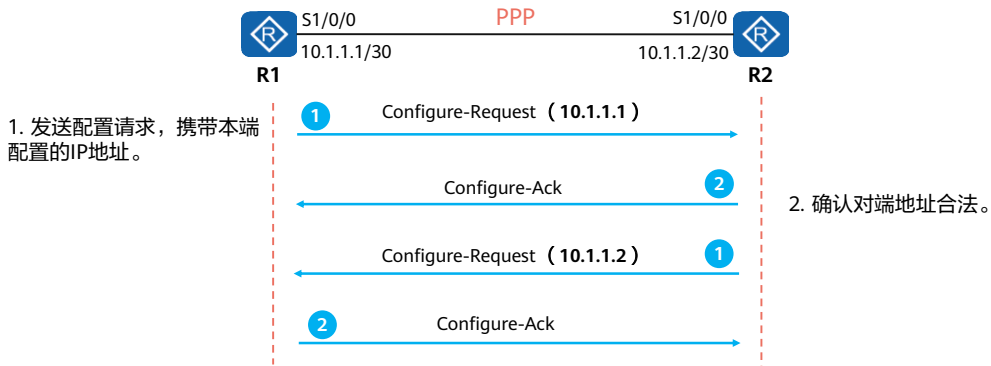 S1/0/0
PPP
S1/0/0
R
R
10.1.1.1/30
10.1.1.2/30
R1
R2
1
Configure-Request（10.1.1.1）
1. 发送配置请求，携带本端
配置的IP地址。
Configure-Ack
2
2. 确认对端地址合法。
Configure-Request（10.1.1.2）
1
2
Configure-Ack